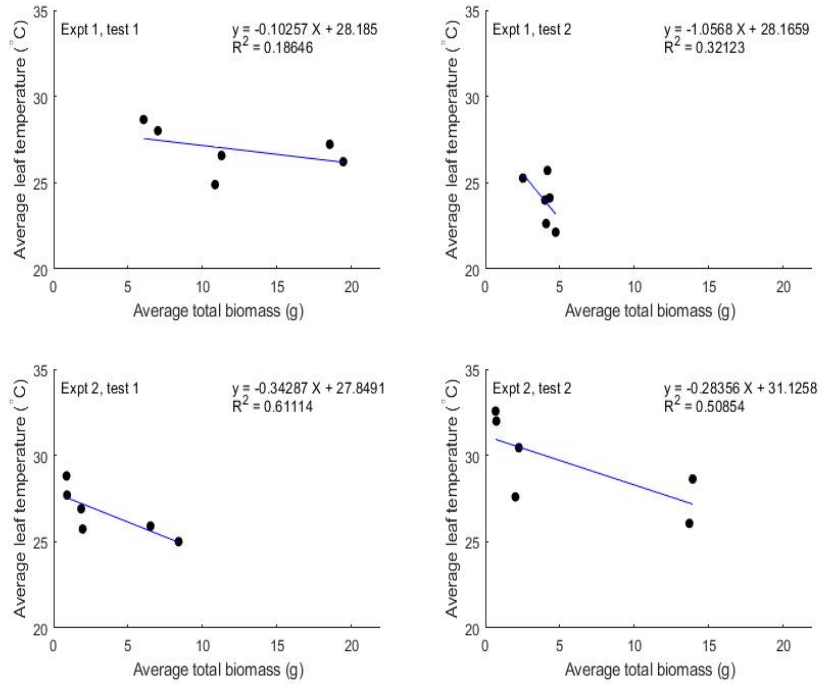 35
Expt 1, test 1
y = -0.10257 X + 28.185
R² = 0.18646
30
25
20
0 5 10 15 20
Average leaf temperature (°C)
Average total biomass (g)
35
Expt 1, test 2
y = -1.0568 X + 28.1659
R² = 0.32123
30
25
20
0 5 10 15 20
Average leaf temperature (°C)
Average total biomass (g)
35
Expt 2, test 1
y = -0.34287 X + 27.8491
R² = 0.61114
30
25
20
0 5 10 15 20
Average leaf temperature (°C)
Average total biomass (g)
35
Expt 2, test 2
y = -0.28356 X + 31.1258
R² = 0.50854
30
25
20
0 5 10 15 20
Average leaf temperature (°C)
Average total biomass (g)